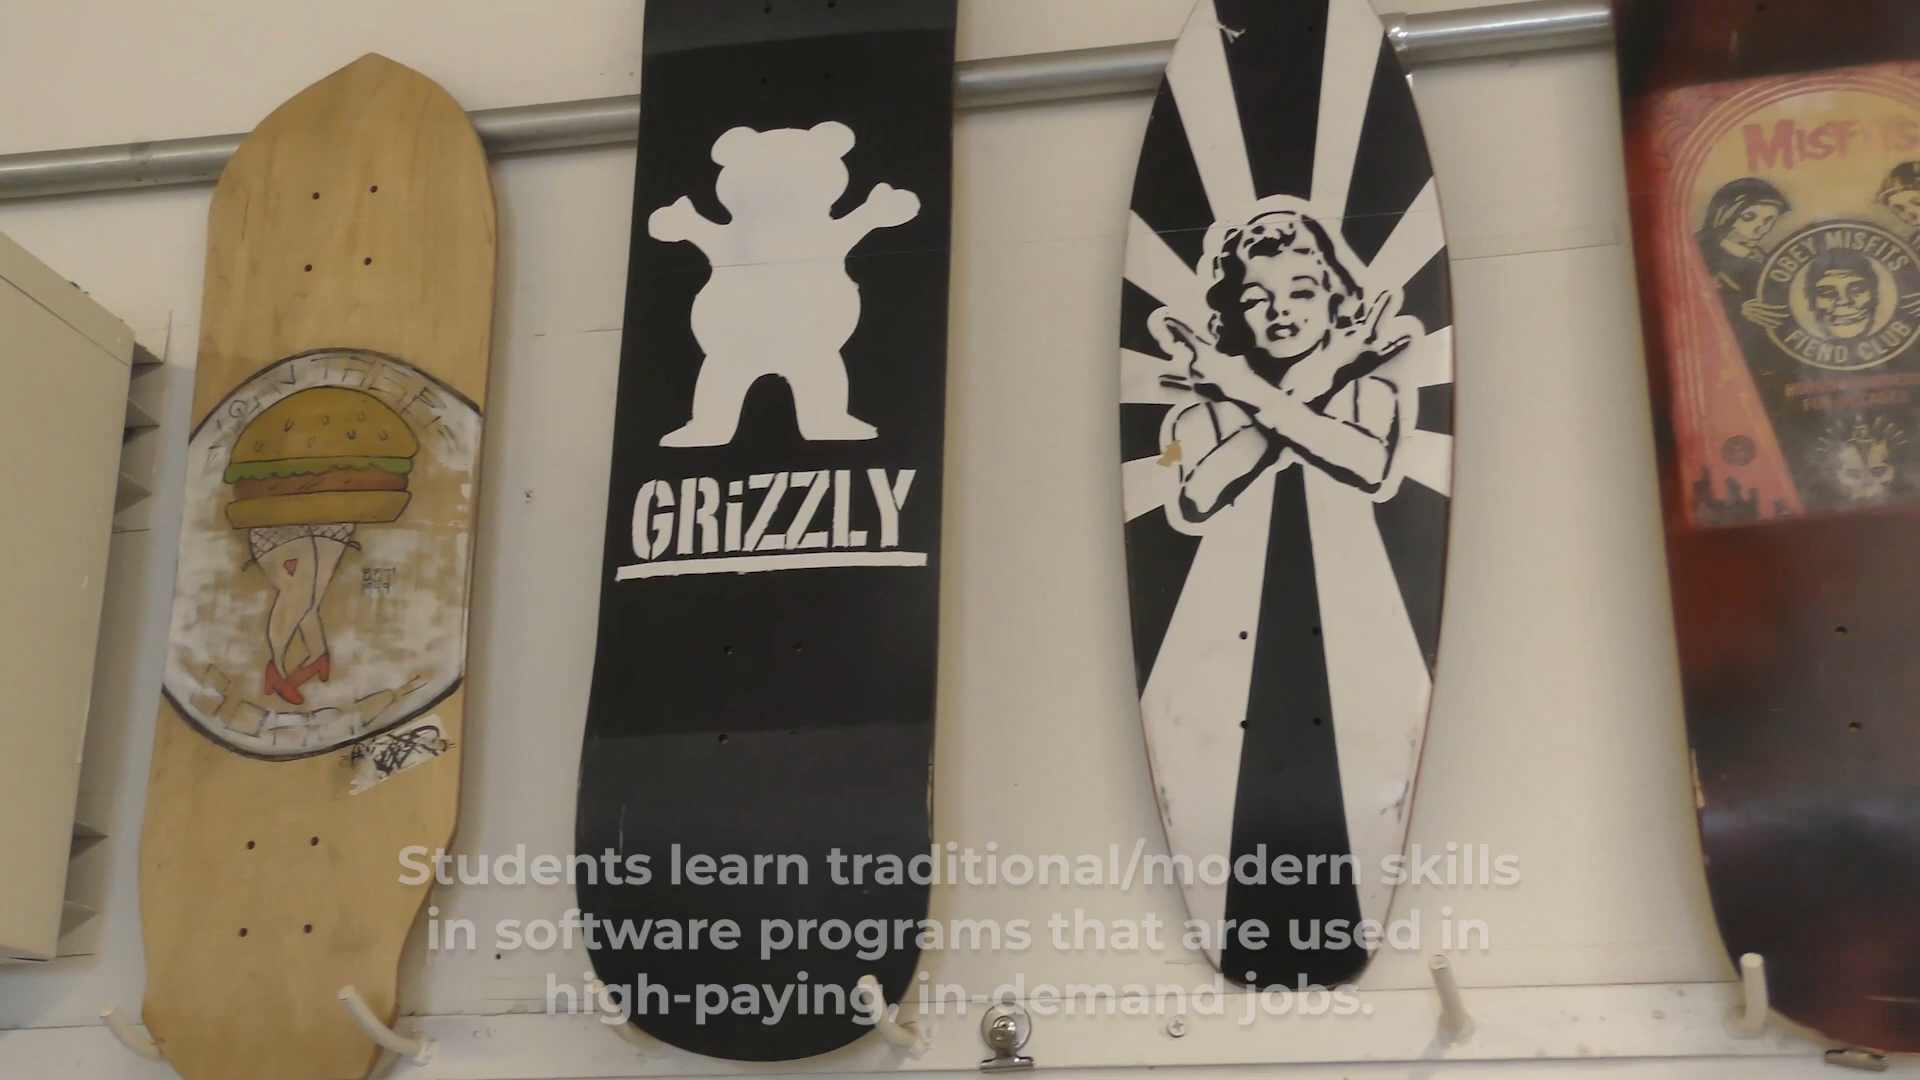 GRiZZLY
MISFITS
OBEY MISFITS
FIEND CLUB
Students learn traditional/modern skills
in software programs that are used in
high-paying, in-demand jobs.